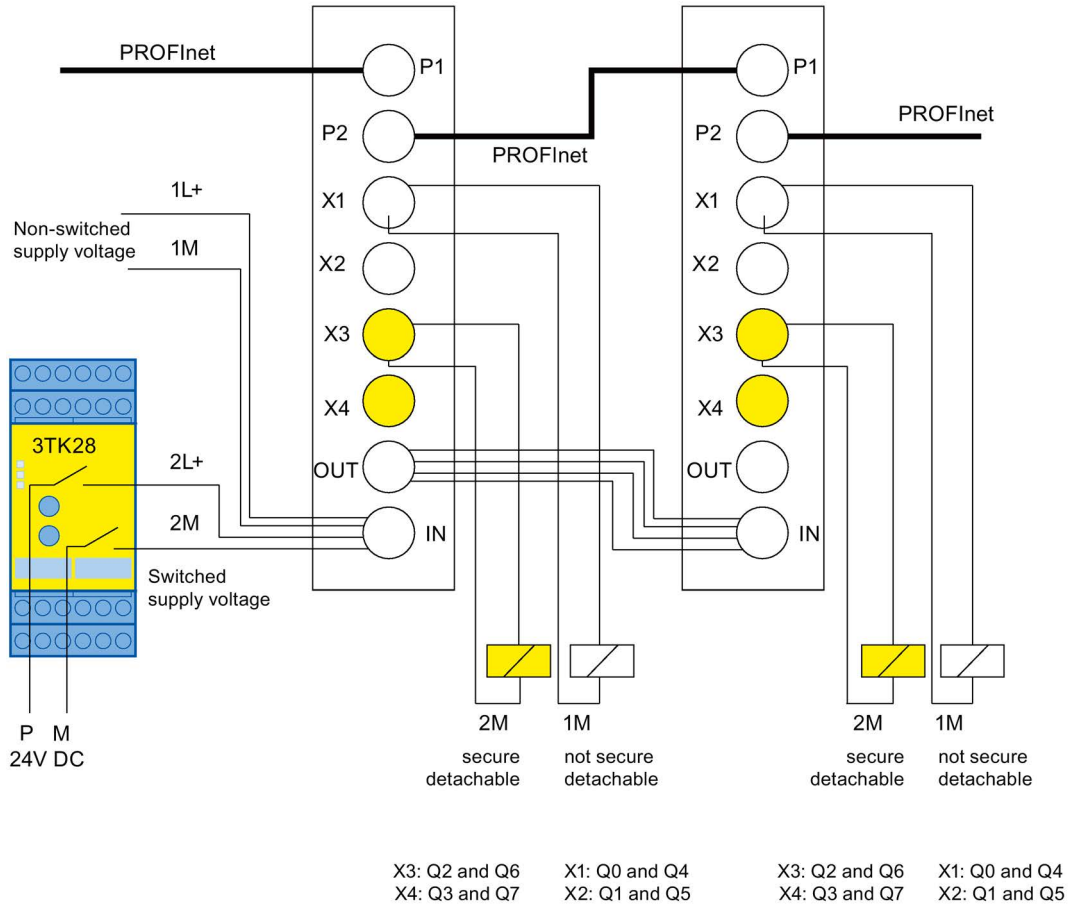 PROFInet
P1
P1
P2
PROFInet
P2
PROFInet
1L+
X1
X1
Non-switched
supply voltage
1M
X2
X2
X3
X3
X4
X4
3TK28
2L+
OUT
OUT
2M
IN
IN
Switched
supply voltage
P M
24V DC
2M
1M
2M
1M
secure
detachable
not secure
detachable
secure
detachable
not secure
detachable
X3: Q2 and Q6
X4: Q3 and Q7
X1: Q0 and Q4
X2: Q1 and Q5
X3: Q2 and Q6
X4: Q3 and Q7
X1: Q0 and Q4
X2: Q1 and Q5